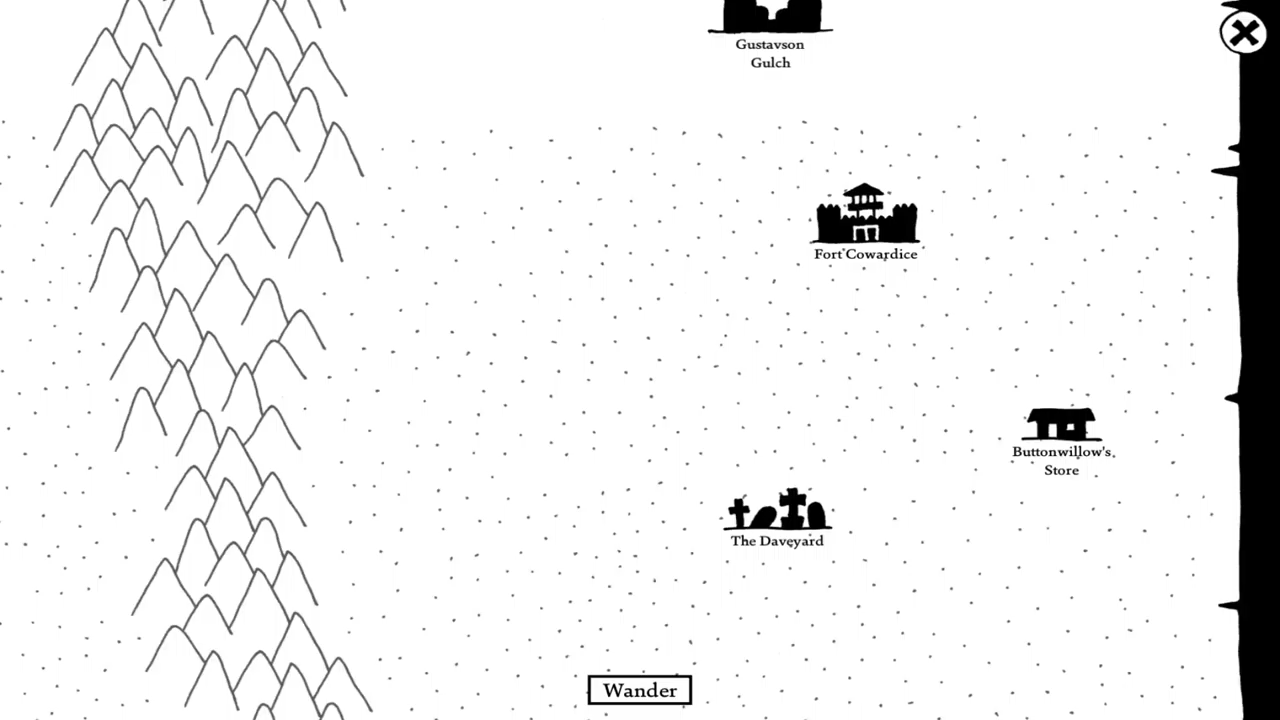 Gustavson
Gulch
Fort Cowardice
Buttonwillow's
Store
The Daveyard
Wander